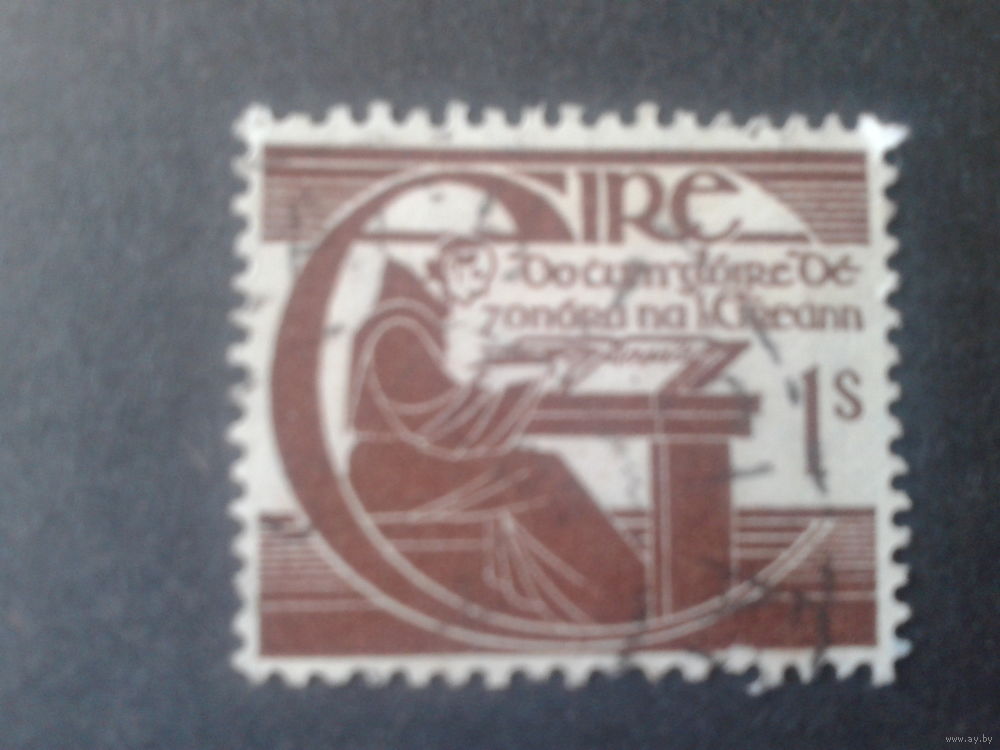 éIRe
Do ċum glóire Dé
⁊ onóra na hÉireann
1s
www.ay.by